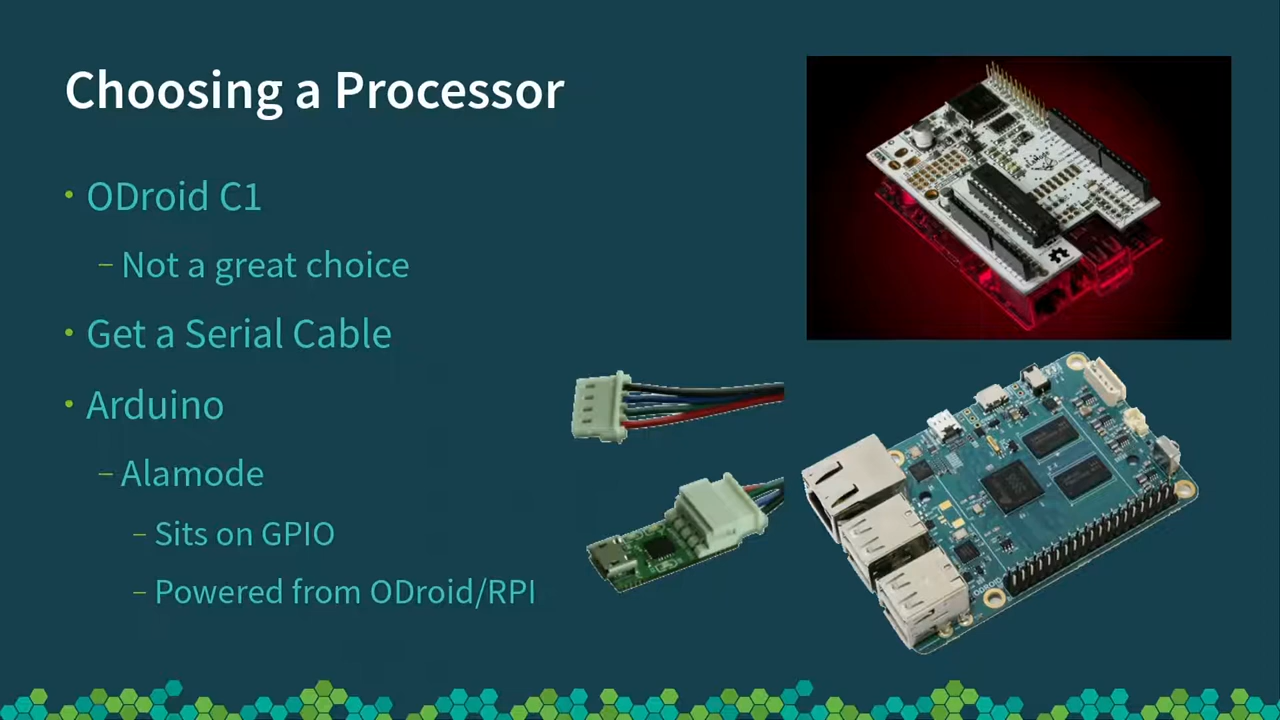 Choosing a Processor
• ODroid C1
– Not a great choice
• Get a Serial Cable
• Arduino
– Alamode
– Sits on GPIO
– Powered from ODroid/RPI